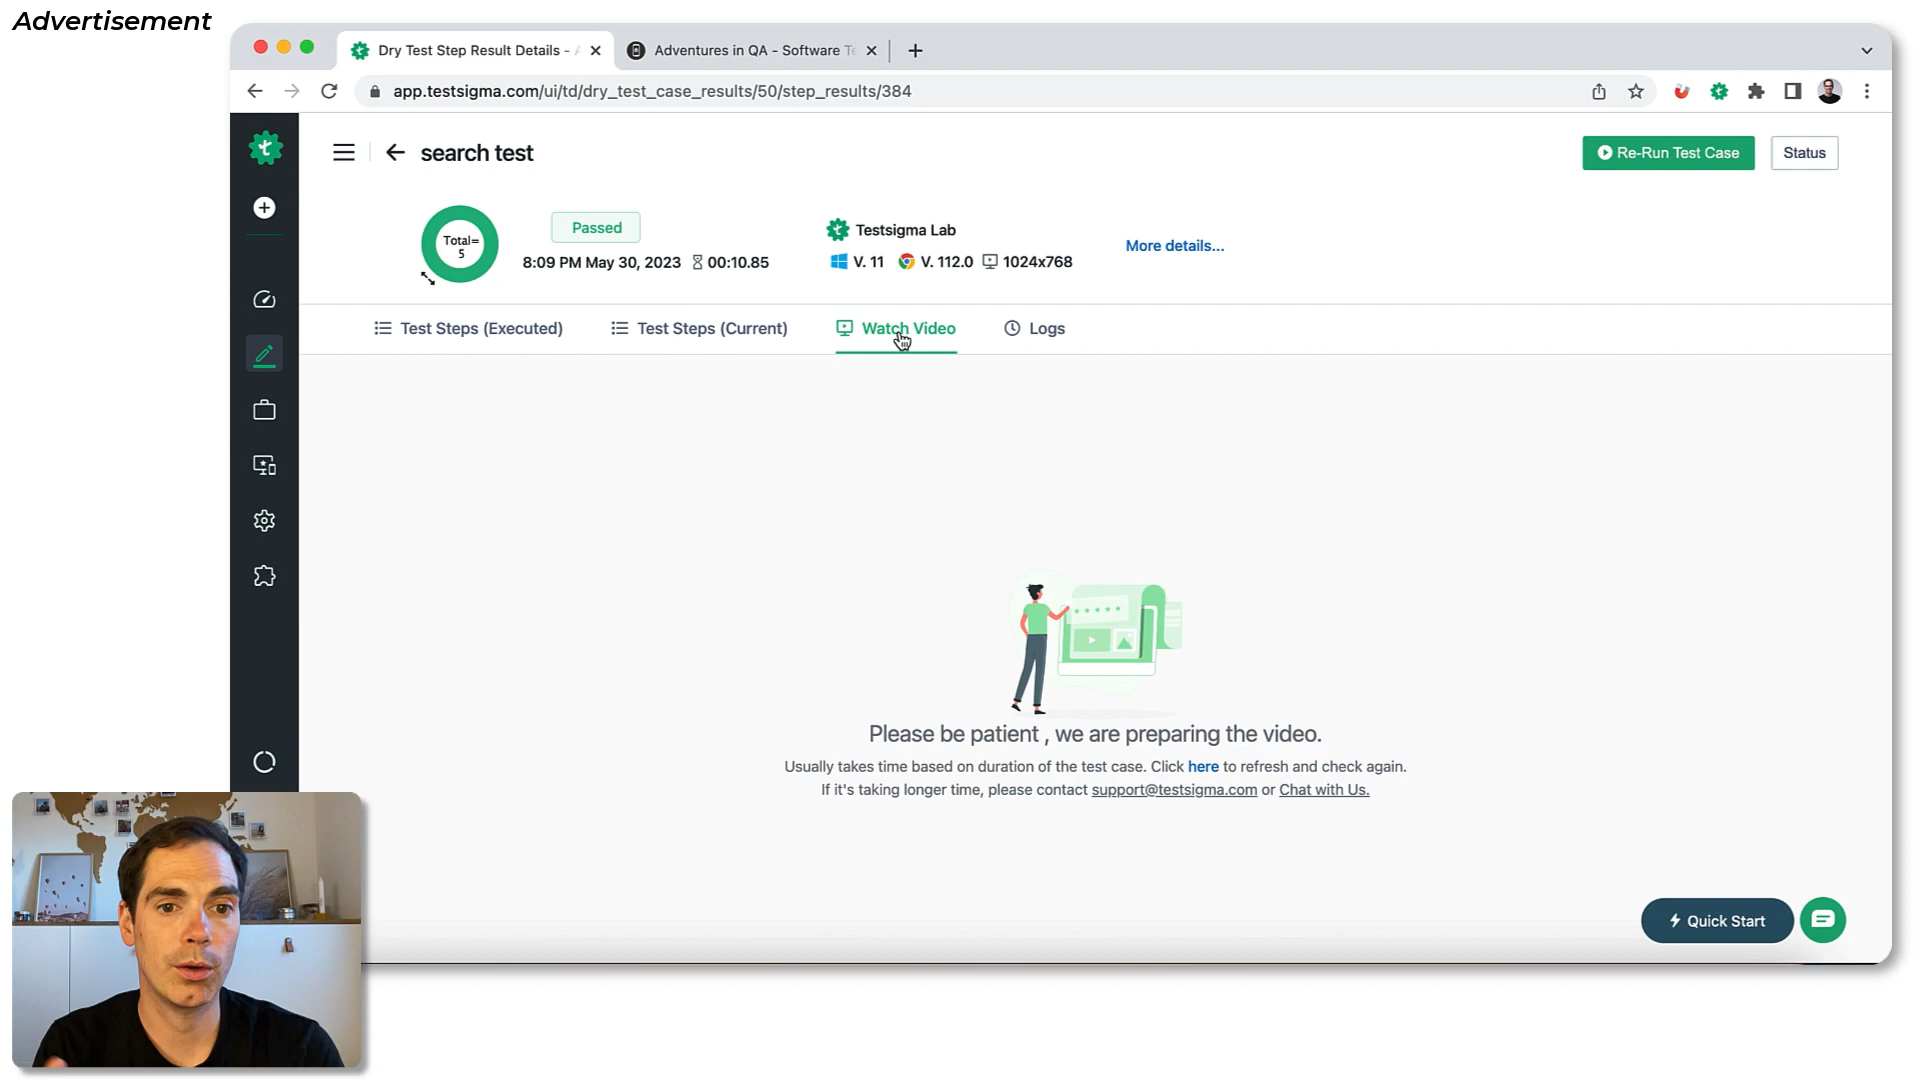 Advertisement
Dry Test Step Result Details -
Adventures in QA - Software Te
app.testsigma.com/ui/td/dry_test_case_results/50/step_results/384
search test
Re-Run Test Case
Status
Total=
5
Passed
8:09 PM May 30, 2023
00:10.85
Testsigma Lab
V. 11
V. 112.0
1024x768
More details...
Test Steps (Executed)
Test Steps (Current)
Watch Video
Logs
Please be patient , we are preparing the video.
Usually takes time based on duration of the test case. Click here to refresh and check again.
If it's taking longer time, please contact support@testsigma.com or Chat with Us.
Quick Start